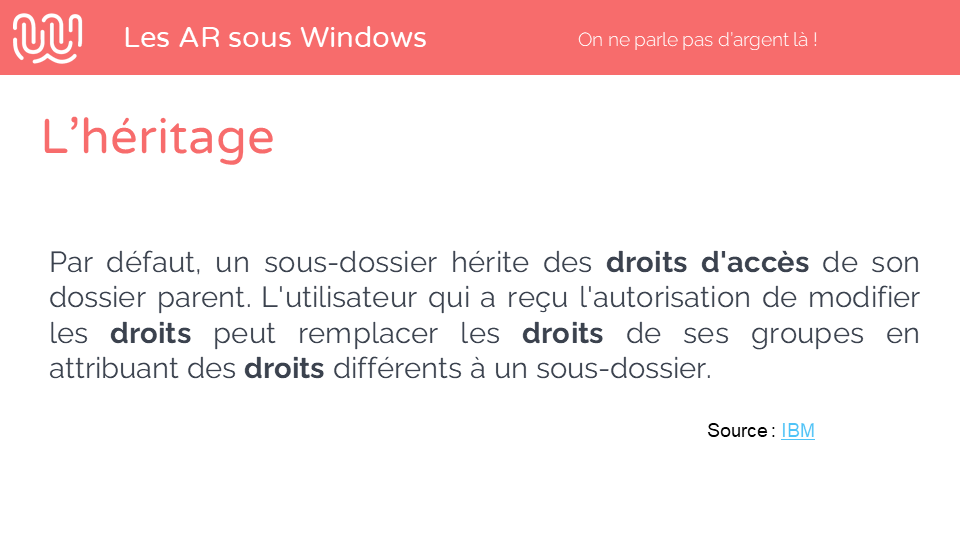 Les AR sous Windows
On ne parle pas d'argent là !
L'héritage
Par défaut, un sous-dossier hérite des droits d'accès de son
dossier parent. L'utilisateur qui a reçu l'autorisation de modifier
les droits peut remplacer les droits de ses groupes en
attribuant des droits différents à un sous-dossier.
Source : IBM